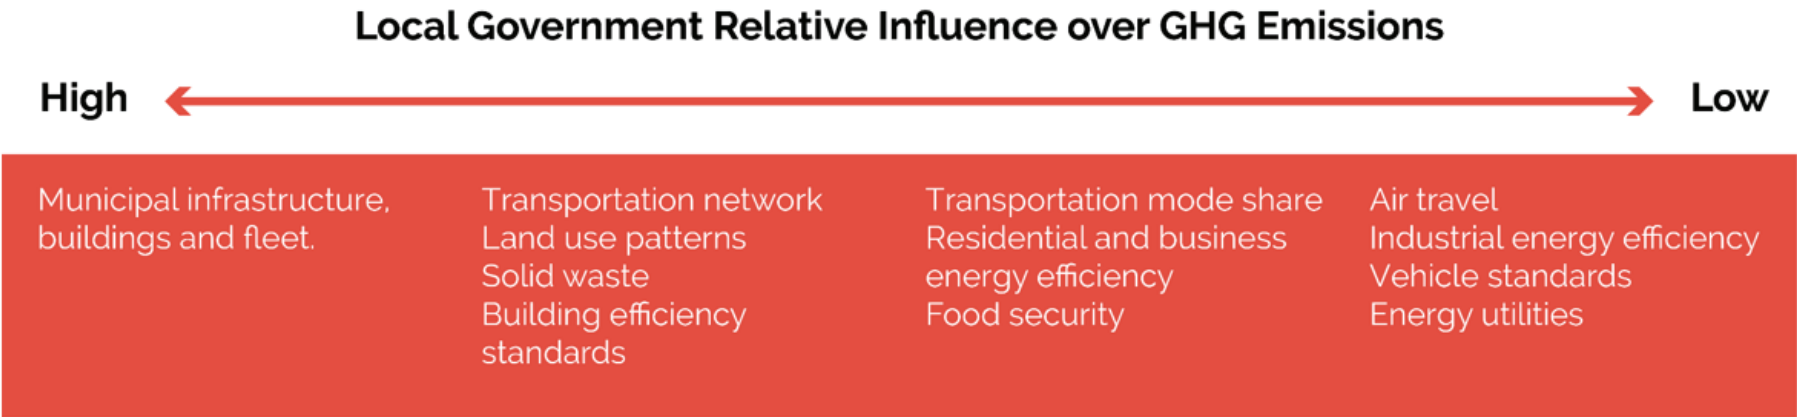 Local Government Relative Influence over GHG Emissions
High
Low
Municipal infrastructure,
buildings and fleet.
Transportation network
Land use patterns
Solid waste
Building efficiency
standards
Transportation mode share
Residential and business
energy efficiency
Food security
Air travel
Industrial energy efficiency
Vehicle standards
Energy utilities